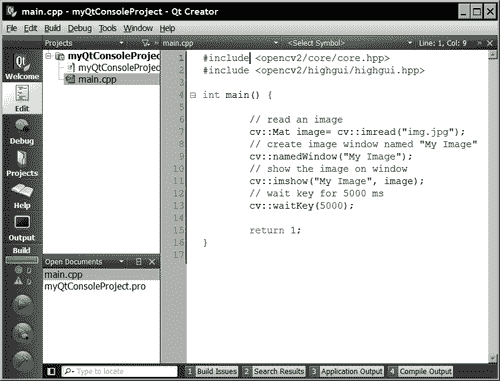 main.cpp - myQtConsoleProject - Qt Creator
File Edit Build Debug Tools Window Help
Projects
main.cpp
<Select Symbol>
Line: 1, Col: 9
Welcome
Edit
Debug
Projects
Help
Output
Build
0
0
myQtConsoleProjec
myQtConsoleProjec
main.cpp
Open Documents
main.cpp
myQtConsoleProject.pro
1 #include <opencv2/core/core.hpp>
2 #include <opencv2/highgui/highgui.hpp>
3
4 int main() {
5
6 // read an image
7 cv::Mat image= cv::imread("img.jpg");
8 // create image window named "My Image"
9 cv::namedWindow("My Image");
10 // show the image on window
11 cv::imshow("My Image", image);
12 // wait key for 5000 ms
13 cv::waitKey(5000);
14
15 return 1;
16 }
17
Type to locate
1 Build Issues
2 Search Results
3 Application Output
4 Compile Output